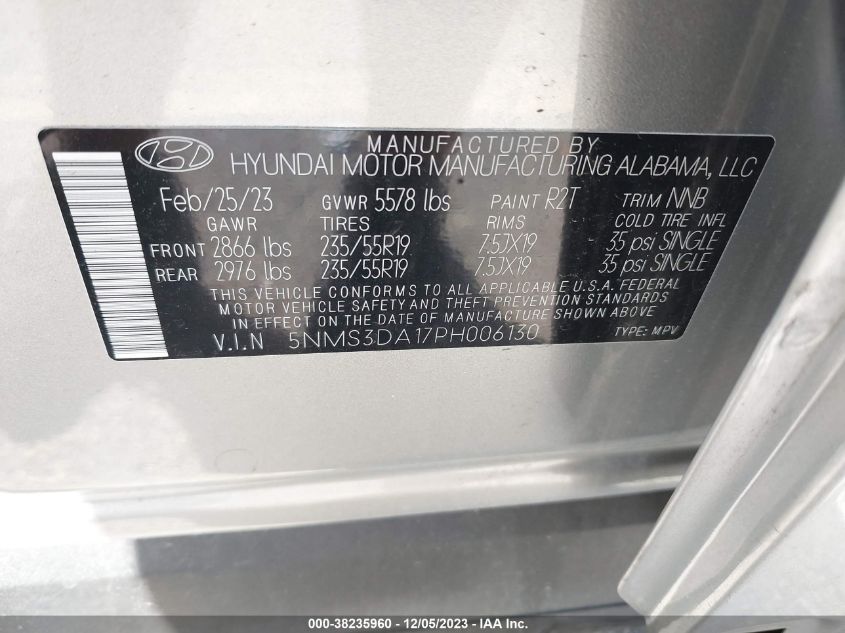 MANUFACTURED BY
HYUNDAI MOTOR MANUFACTURING ALABAMA, LLC
Feb/25/23 GVWR 5578 lbs PAINT R2T TRIM NNB
GAWR TIRES RIMS COLD TIRE INFL
FRONT 2866 lbs 235/55R19 7.5JX19 35 psi SINGLE
REAR 2976 lbs 235/55R19 7.5JX19 35 psi SINGLE
THIS VEHICLE CONFORMS TO ALL APPLICABLE U.S.A. FEDERAL
MOTOR VEHICLE SAFETY AND THEFT PREVENTION STANDARDS
IN EFFECT ON THE DATE OF MANUFACTURE SHOWN ABOVE
V.I.N 5NMS3DA17PH006130 TYPE: MPV
000-38235960 - 12/05/2023 - IAA Inc.